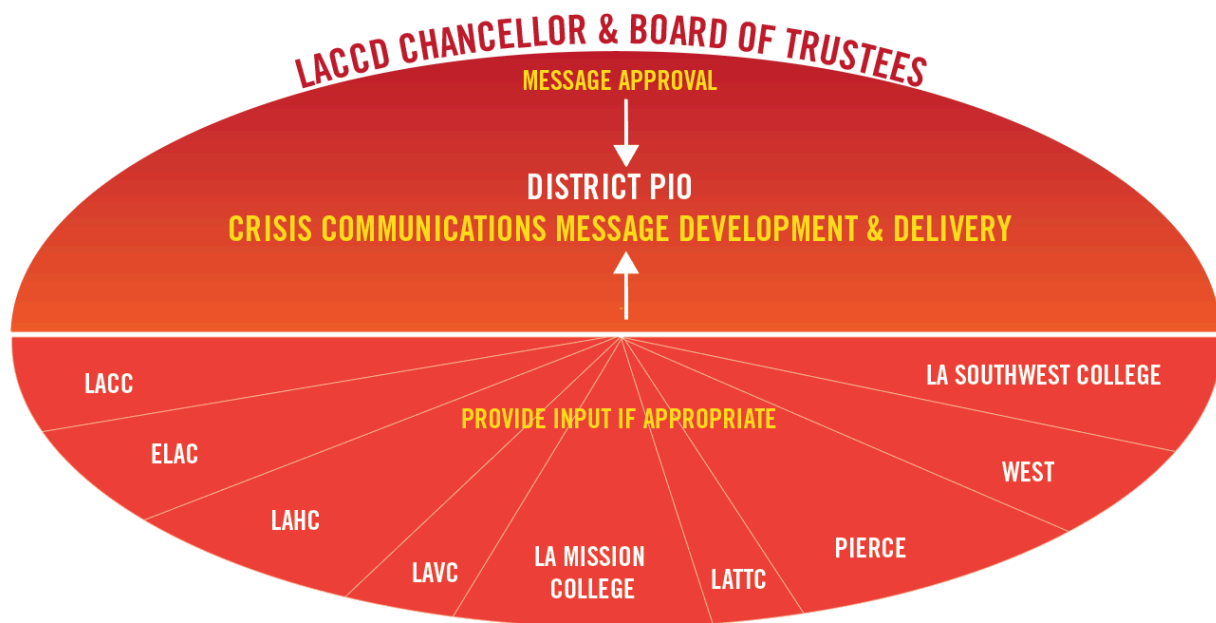 LACCD CHANCELLOR & BOARD OF TRUSTEES
MESSAGE APPROVAL
DISTRICT PIO
CRISIS COMMUNICATIONS MESSAGE DEVELOPMENT & DELIVERY
LACC
LA SOUTHWEST COLLEGE
PROVIDE INPUT IF APPROPRIATE
ELAC
WEST
LAHC
PIERCE
LAVC
LA MISSION
COLLEGE
LATTC